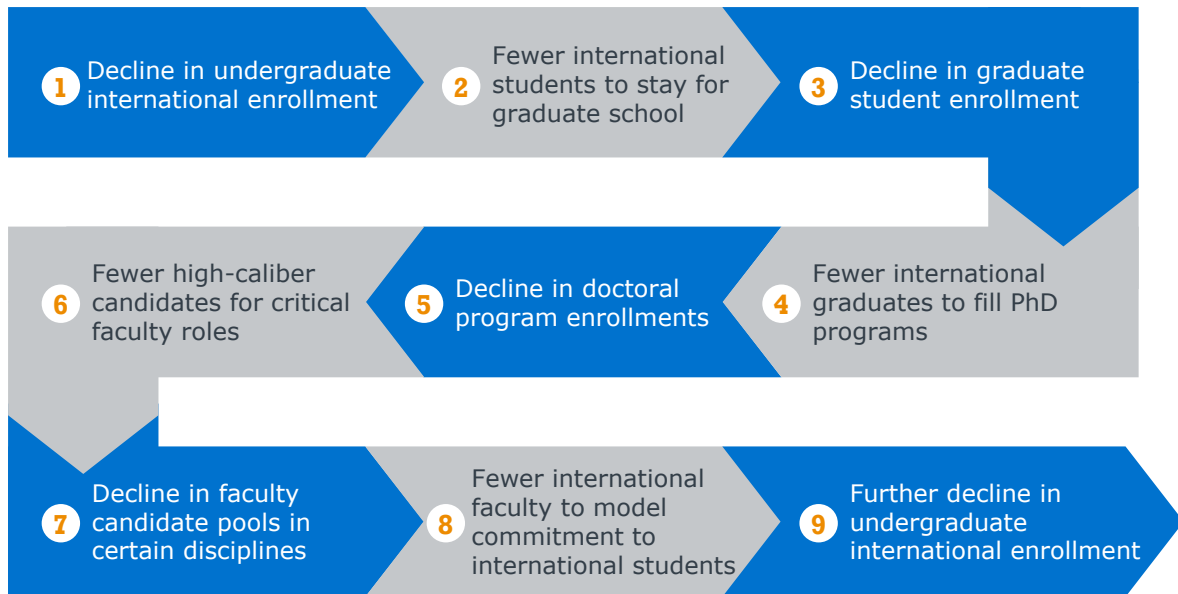 1
Decline in undergraduate
international enrollment
2
Fewer international
students to stay for
graduate school
3
Decline in graduate
student enrollment
4
Fewer international
graduates to fill PhD
programs
5
Decline in doctoral
program enrollments
6
Fewer high-caliber
candidates for critical
faculty roles
7
Decline in faculty
candidate pools in
certain disciplines
8
Fewer international
faculty to model
commitment to
international students
9
Further decline in
undergraduate
international enrollment